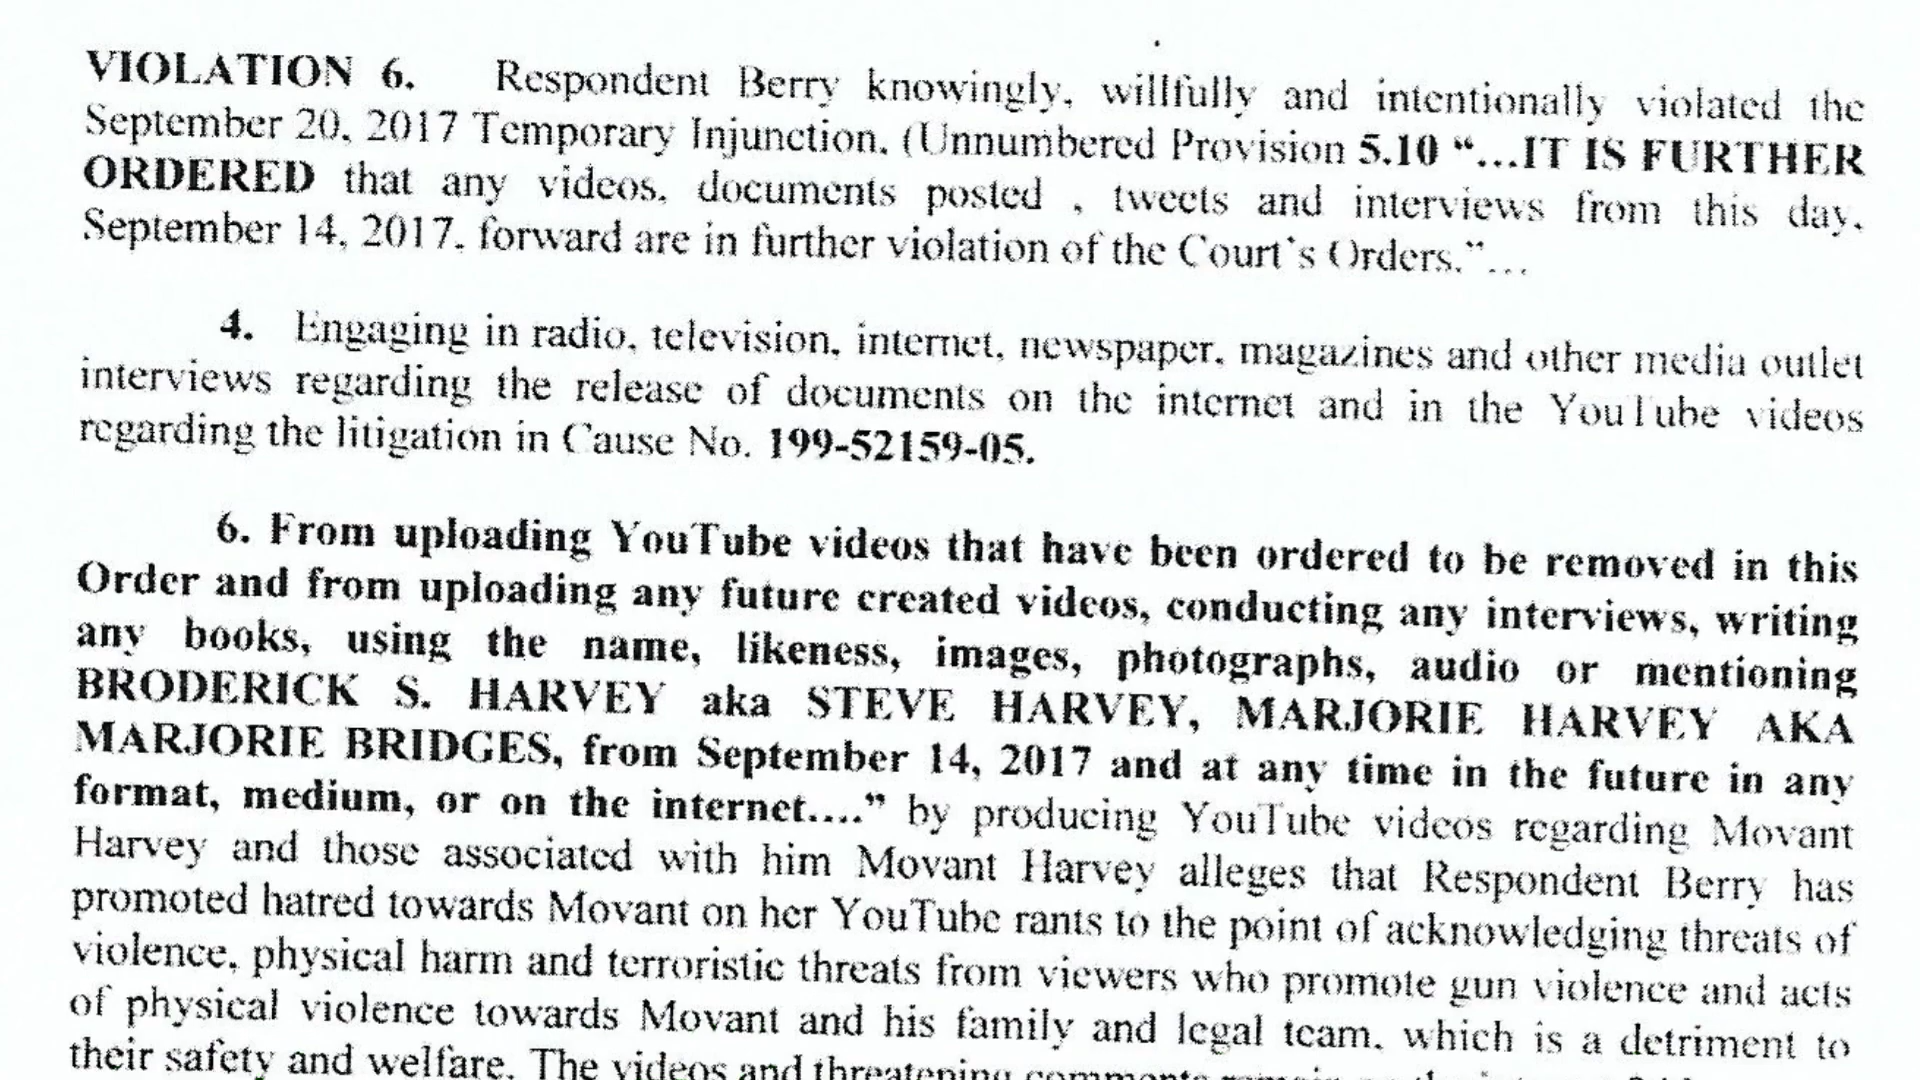 VIOLATION 6. Respondent Berry knowingly, willfully and intentionally violated the
September 20, 2017 Temporary Injunction. (Unnumbered Provision 5.10 “...IT IS FURTHER
ORDERED that any videos, documents posted , tweets and interviews from this day,
September 14, 2017, forward are in further violation of the Court's Orders.”...
4. Engaging in radio, television, internet, newspaper, magazines and other media outlet
interviews regarding the release of documents on the internet and in the YouTube videos
regarding the litigation in Cause No. 199-52159-05.
6. From uploading YouTube videos that have been ordered to be removed in this
Order and from uploading any future created videos, conducting any interviews, writing
any books, using the name, likeness, images, photographs, audio or mentioning
BRODERICK S. HARVEY aka STEVE HARVEY, MARJORIE HARVEY AKA
MARJORIE BRIDGES, from September 14, 2017 and at any time in the future in any
format, medium, or on the internet....” by producing YouTube videos regarding Movant
Harvey and those associated with him Movant Harvey alleges that Respondent Berry has
promoted hatred towards Movant on her YouTube rants to the point of acknowledging threats of
violence, physical harm and terroristic threats from viewers who promote gun violence and acts
of physical violence towards Movant and his family and legal team, which is a detriment to
their safety and welfare. The videos and threatening comments remain